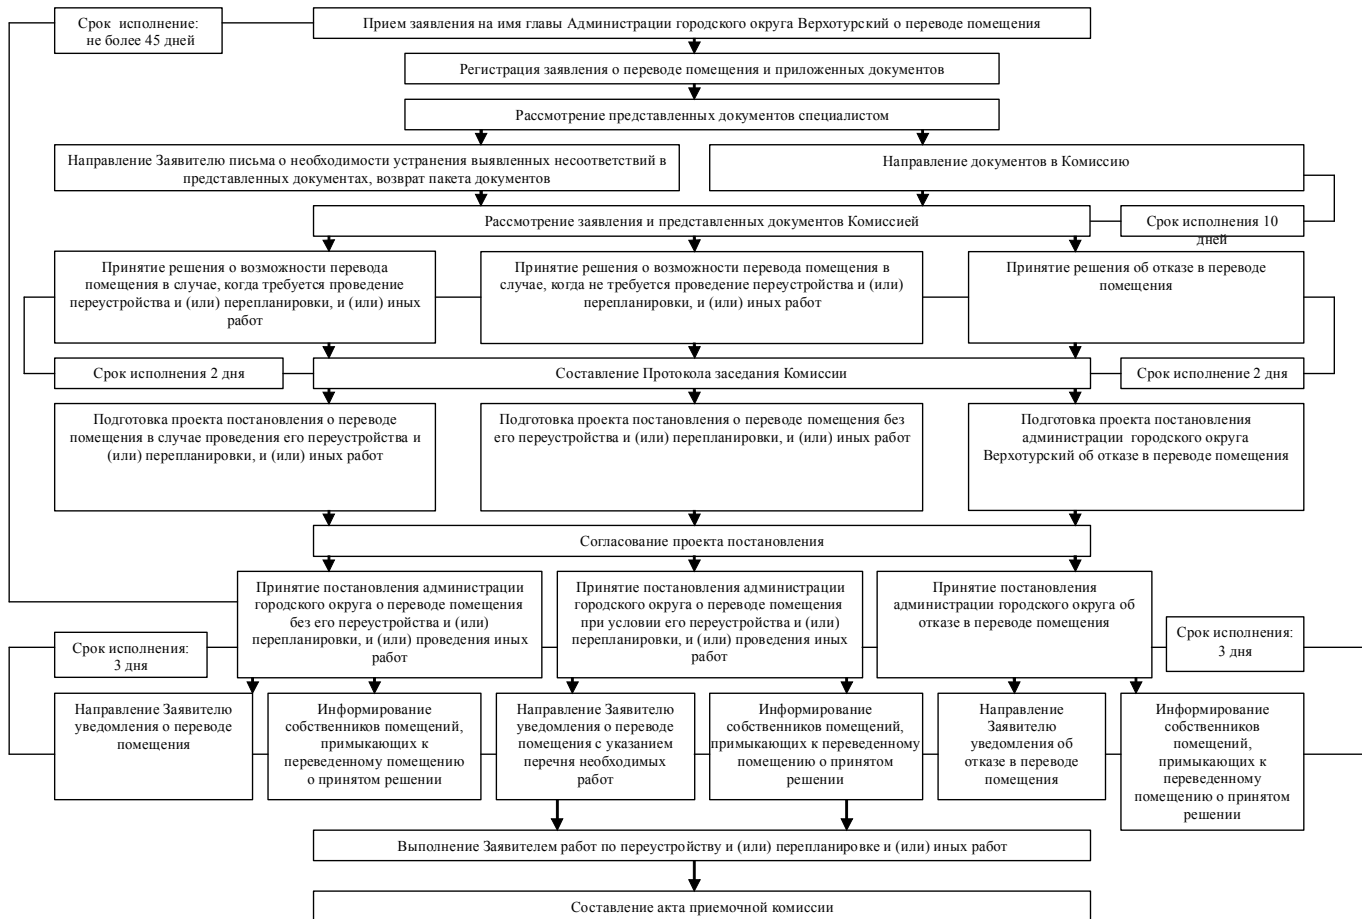 Срок исполнение:
не более 45 дней
Прием заявления на имя главы Администрации городского округа Верхотурский о переводе помещения
Регистрация заявления о переводе помещения и приложенных документов
Рассмотрение представленных документов специалистом
Направление Заявителю письма о необходимости устранения выявленных несоответствий в
представленных документах, возврат пакета документов
Направление документов в Комиссию
Рассмотрение заявления и представленных документов Комиссией
Срок исполнения 10
дней
Принятие решения о возможности перевода
помещения в случае, когда требуется проведение
переустройства и (или) перепланировки, и (или) иных
работ
Принятие решения о возможности перевода помещения в
случае, когда не требуется проведение переустройства и (или)
перепланировки, и (или) иных работ
Принятие решения об отказе в переводе
помещения
Срок исполнения 2 дня
Составление Протокола заседания Комиссии
Срок исполнение 2 дня
Подготовка проекта постановления о переводе
помещения в случае проведения его переустройства и
(или) перепланировки, и (или) иных работ
Подготовка проекта постановления о переводе помещения без
его переустройства и (или) перепланировки, и (или) иных работ
Подготовка проекта постановления
администрации городского округа
Верхотурский об отказе в переводе помещения
Согласование проекта постановления
Принятие постановления администрации
городского округа о переводе помещения
без его переустройства и (или)
перепланировки, и (или) проведения иных
работ
Принятие постановления администрации
городского округа о переводе помещения
при условии его переустройства и (или)
перепланировки, и (или) проведения иных
работ
Принятие постановления
администрации городского округа об
отказе в переводе помещения
Срок исполнения:
3 дня
Срок исполнения:
3 дня
Направление Заявителю
уведомления о переводе
помещения
Информирование
собственников помещений,
примыкающих к
переведенному помещению
о принятом решении
Направление Заявителю
уведомления о переводе
помещения с указанием
перечня необходимых
работ
Информирование
собственников помещений,
примыкающих к переведенному
помещению о принятом
решении
Направление
Заявителю
уведомления об
отказе в переводе
помещения
Информирование
собственников
помещений,
примыкающих к
переведенному
помещению о принятом
решении
Выполнение Заявителем работ по переустройству и (или) перепланировке и (или) иных работ
Составление акта приемочной комиссии